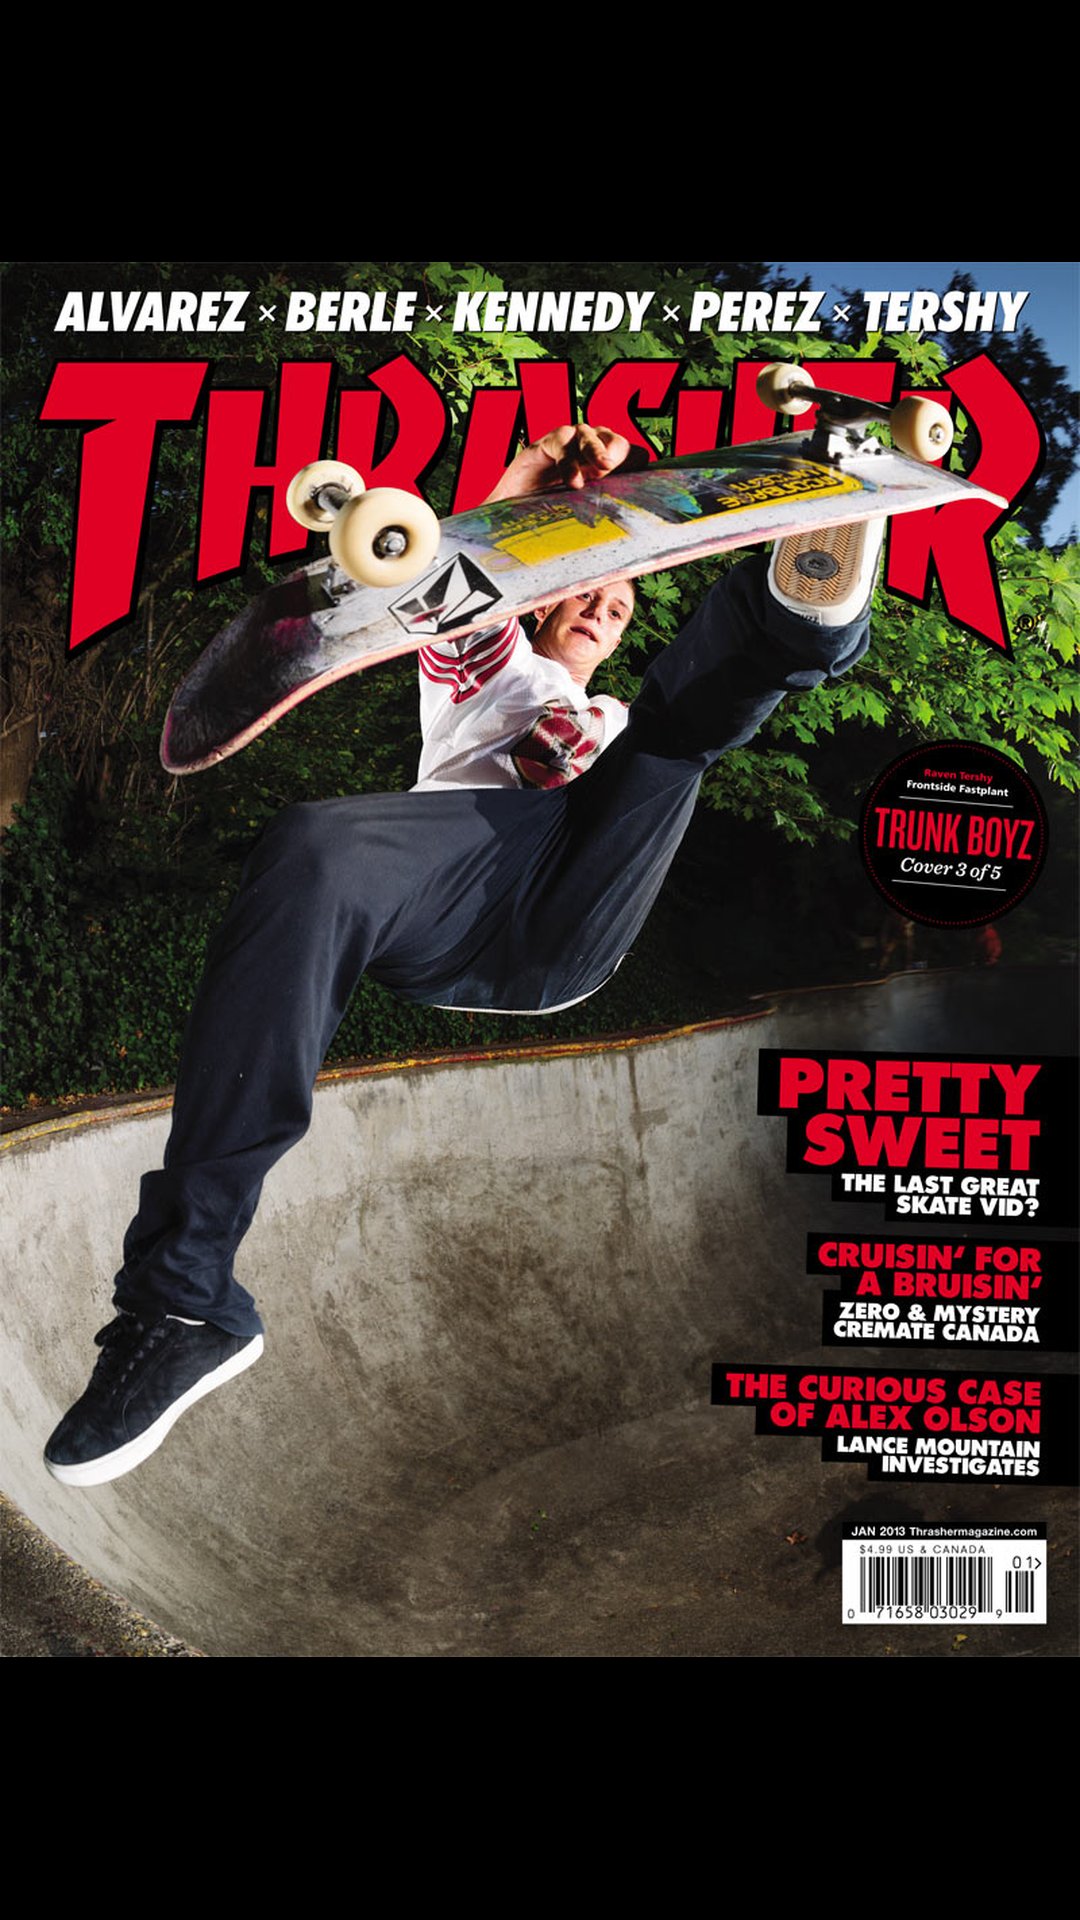 ALVAREZ × BERLE × KENNEDY × PEREZ × TERSHY
THRASHER
®
Raven Tershy
Frontside Fastplant
TRUNK BOYZ
Cover 3 of 5
PRETTY
SWEET
THE LAST GREAT
SKATE VID?
CRUISIN' FOR
A BRUISIN'
ZERO & MYSTERY
CREMATE CANADA
THE CURIOUS CASE
OF ALEX OLSON
LANCE MOUNTAIN
INVESTIGATES
JAN 2013 Thrashermagazine.com
$4.99 US & CANADA
01>
0 71658 03029 9